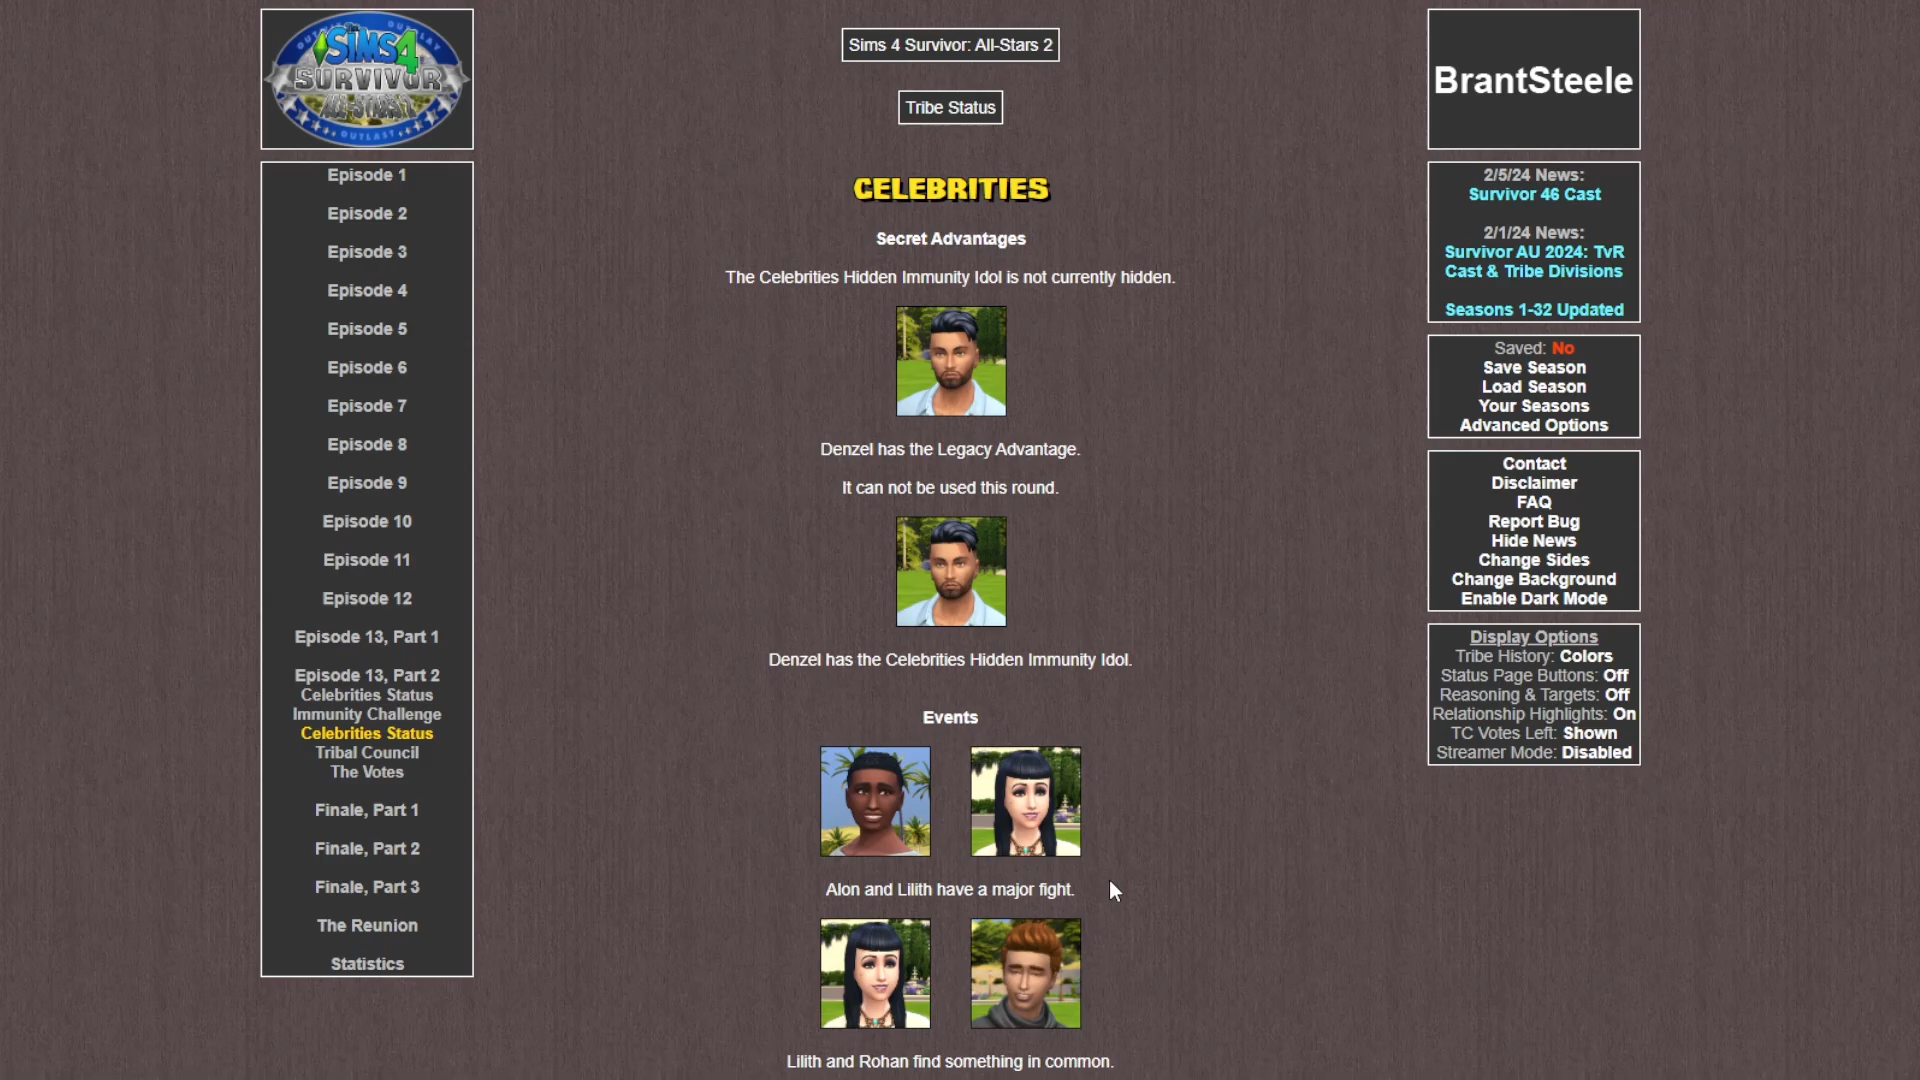 OUTWIT
OUTPLAY
The
SiMS4
SURVIVOR
ALL-STARS 2
OUTLAST
Episode 1
Episode 2
Episode 3
Episode 4
Episode 5
Episode 6
Episode 7
Episode 8
Episode 9
Episode 10
Episode 11
Episode 12
Episode 13, Part 1
Episode 13, Part 2
Celebrities Status
Immunity Challenge
Celebrities Status
Tribal Council
The Votes
Finale, Part 1
Finale, Part 2
Finale, Part 3
The Reunion
Statistics
Sims 4 Survivor: All-Stars 2
Tribe Status
CELEBRITIES
Secret Advantages
The Celebrities Hidden Immunity Idol is not currently hidden.
Denzel has the Legacy Advantage.
It can not be used this round.
Denzel has the Celebrities Hidden Immunity Idol.
Events
Alon and Lilith have a major fight.
Lilith and Rohan find something in common.
BrantSteele
2/5/24 News:
Survivor 46 Cast
2/1/24 News:
Survivor AU 2024: TvR
Cast & Tribe Divisions
Seasons 1-32 Updated
Saved: No
Save Season
Load Season
Your Seasons
Advanced Options
Contact
Disclaimer
FAQ
Report Bug
Hide News
Change Sides
Change Background
Enable Dark Mode
Display Options
Tribe History: Colors
Status Page Buttons: Off
Reasoning & Targets: Off
Relationship Highlights: On
TC Votes Left: Shown
Streamer Mode: Disabled